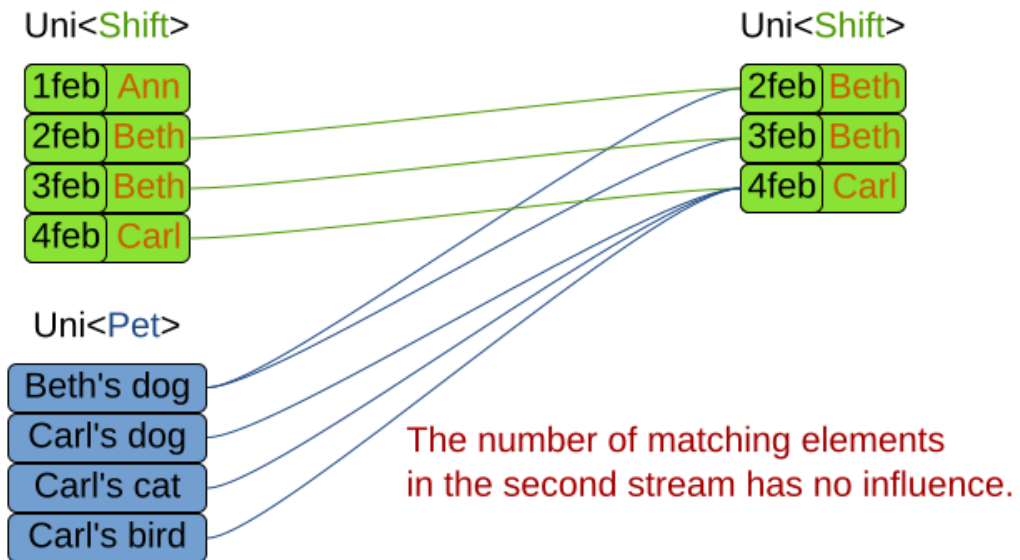 Uni<Shift>
1feb Ann
2feb Beth
3feb Beth
4feb Carl
Uni<Pet>
Beth's dog
Carl's dog
Carl's cat
Carl's bird
Uni<Shift>
2feb Beth
3feb Beth
4feb Carl
The number of matching elements
in the second stream has no influence.